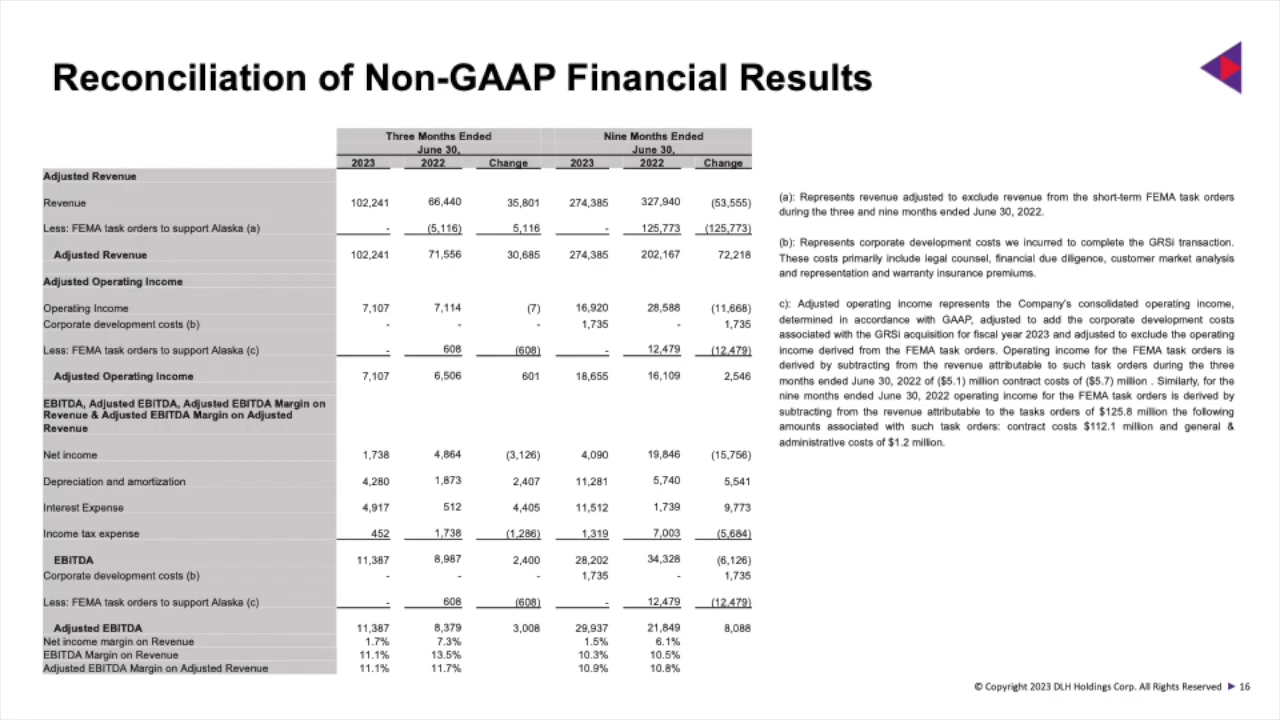 Reconciliation of Non-GAAP Financial Results
Three Months Ended Nine Months Ended
June 30, June 30,
2023 2022 Change 2023 2022 Change
Adjusted Revenue
Revenue 102,241 66,440 35,801 274,385 327,940 (53,555)
Less: FEMA task orders to support Alaska (a) - (5,116) 5,116 - 125,773 (125,773)
Adjusted Revenue 102,241 71,556 30,685 274,385 202,167 72,218
Adjusted Operating Income
Operating Income 7,107 7,114 (7) 16,920 28,588 (11,668)
Corporate development costs (b) - - - 1,735 - 1,735
Less: FEMA task orders to support Alaska (c) - 608 (608) - 12,479 (12,479)
Adjusted Operating Income 7,107 6,506 601 18,655 16,109 2,546
EBITDA, Adjusted EBITDA, Adjusted EBITDA Margin on
Revenue & Adjusted EBITDA Margin on Adjusted
Revenue
Net income 1,738 4,864 (3,126) 4,090 19,846 (15,756)
Depreciation and amortization 4,280 1,873 2,407 11,281 5,740 5,541
Interest Expense 4,917 512 4,405 11,512 1,739 9,773
Income tax expense 452 1,738 (1,286) 1,319 7,003 (5,684)
EBITDA 11,387 8,987 2,400 28,202 34,328 (6,126)
Corporate development costs (b) - - - 1,735 - 1,735
Less: FEMA task orders to support Alaska (c) - 608 (608) - 12,479 (12,479)
Adjusted EBITDA 11,387 8,379 3,008 29,937 21,849 8,088
Net income margin on Revenue 1.7% 7.3% 1.5% 6.1%
EBITDA Margin on Revenue 11.1% 13.5% 10.3% 10.5%
Adjusted EBITDA Margin on Adjusted Revenue 11.1% 11.7% 10.9% 10.8%
(a): Represents revenue adjusted to exclude revenue from the short-term FEMA task orders
during the three and nine months ended June 30, 2022.
(b): Represents corporate development costs we incurred to complete the GRSi transaction.
These costs primarily include legal counsel, financial due diligence, customer market analysis
and representation and warranty insurance premiums.
c): Adjusted operating income represents the Company's consolidated operating income,
determined in accordance with GAAP, adjusted to add the corporate development costs
associated with the GRSi acquisition for fiscal year 2023 and adjusted to exclude the operating
income derived from the FEMA task orders. Operating income for the FEMA task orders is
derived by subtracting from the revenue attributable to such task orders during the three
months ended June 30, 2022 of ($5.1) million contract costs of ($5.7) million . Similarly, for the
nine months ended June 30, 2022 operating income for the FEMA task orders is derived by
subtracting from the revenue attributable to the tasks orders of $125.8 million the following
amounts associated with such task orders: contract costs $112.1 million and general &
administrative costs of $1.2 million.
© Copyright 2023 DLH Holdings Corp. All Rights Reserved ▶ 16